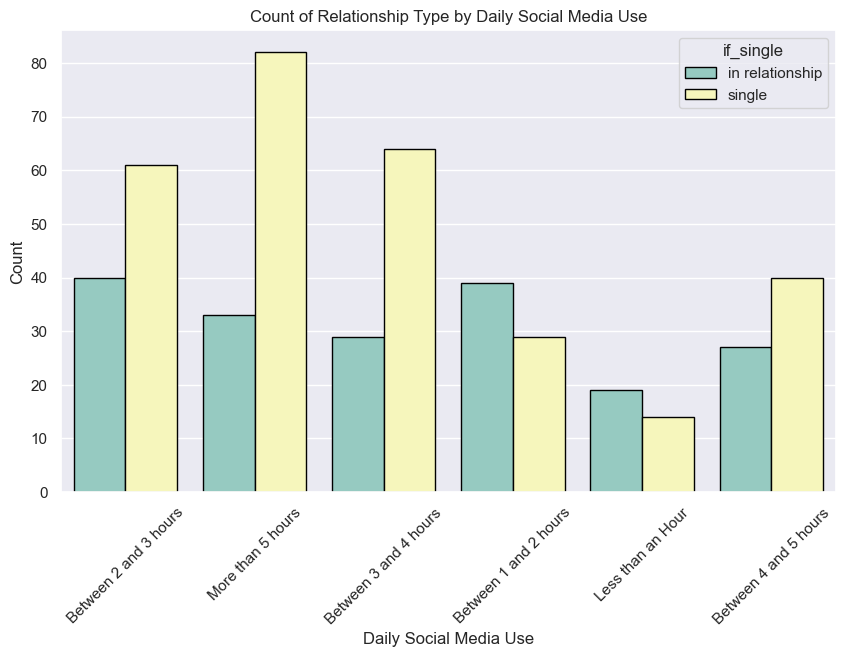 Count of Relationship Type by Daily Social Media Use
if_single
in relationship
single
Count
80
70
60
50
40
30
20
10
0
Between 2 and 3 hours
More than 5 hours
Between 3 and 4 hours
Between 1 and 2 hours
Less than an Hour
Between 4 and 5 hours
Daily Social Media Use